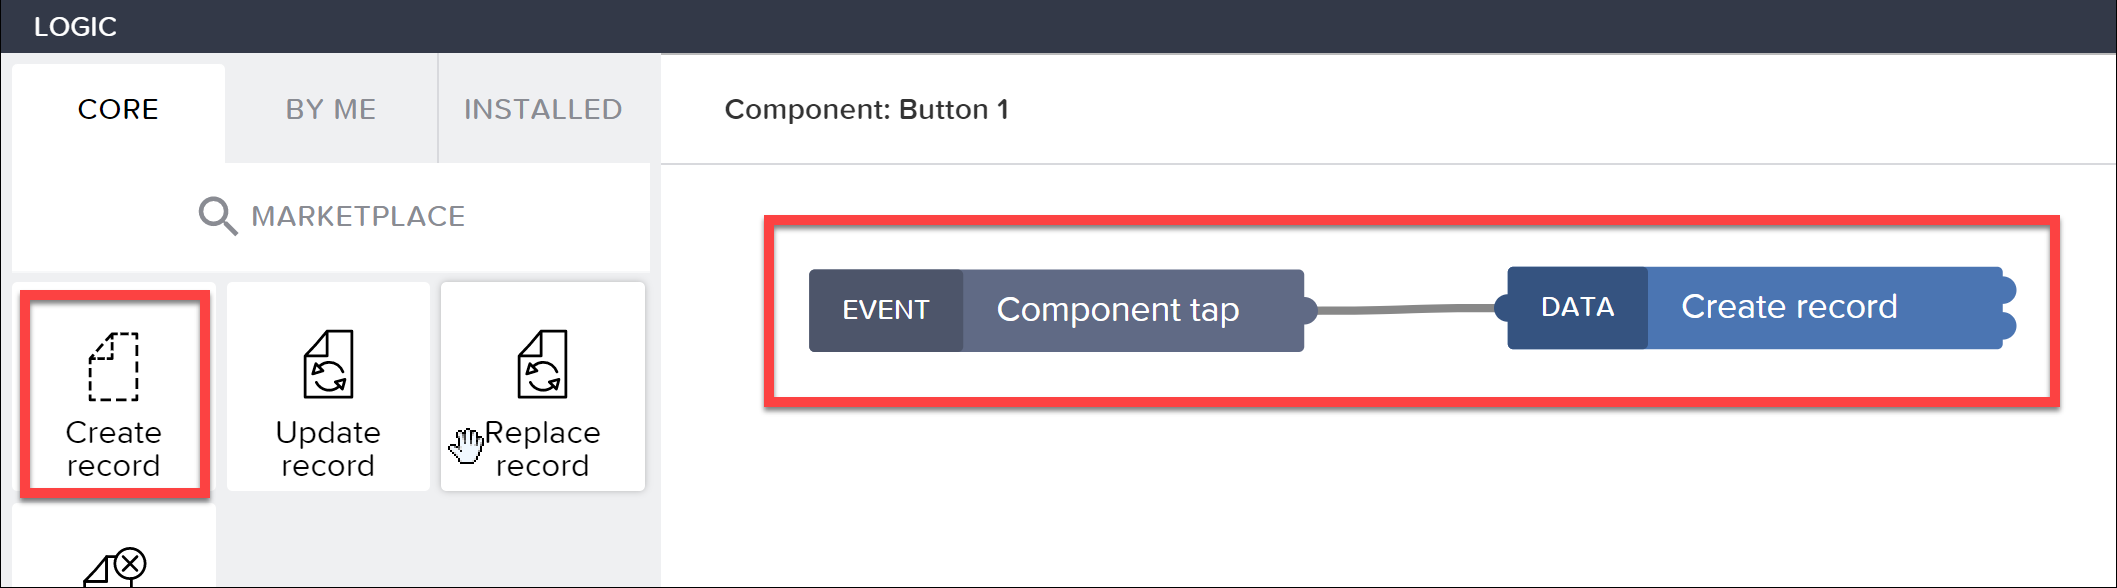 LOGIC
CORE
BY ME
INSTALLED
Component: Button 1
MARKETPLACE
EVENT
Component tap
DATA
Create record
Create
record
Update
record
Replace
record